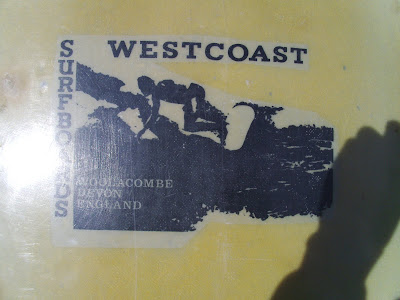 WESTCOAST
SURFBOARDS
WOOLACOMBE
DEVON
ENGLAND